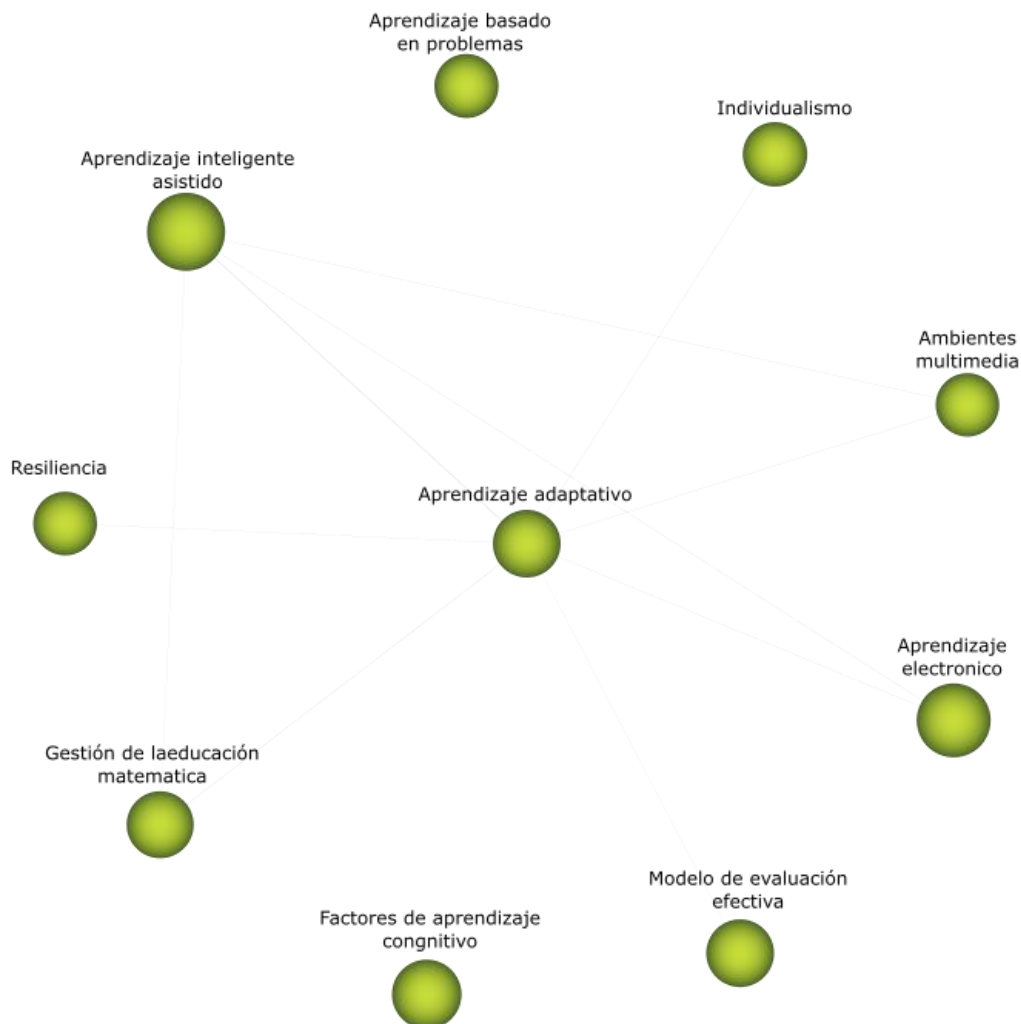 Aprendizaje basado
en problemas
Individualismo
Aprendizaje inteligente
asistido
Ambientes
multimedia
Resiliencia
Aprendizaje adaptativo
Aprendizaje
electronico
Gestión de laeducación
matematica
Modelo de evaluación
efectiva
Factores de aprendizaje
congnitivo